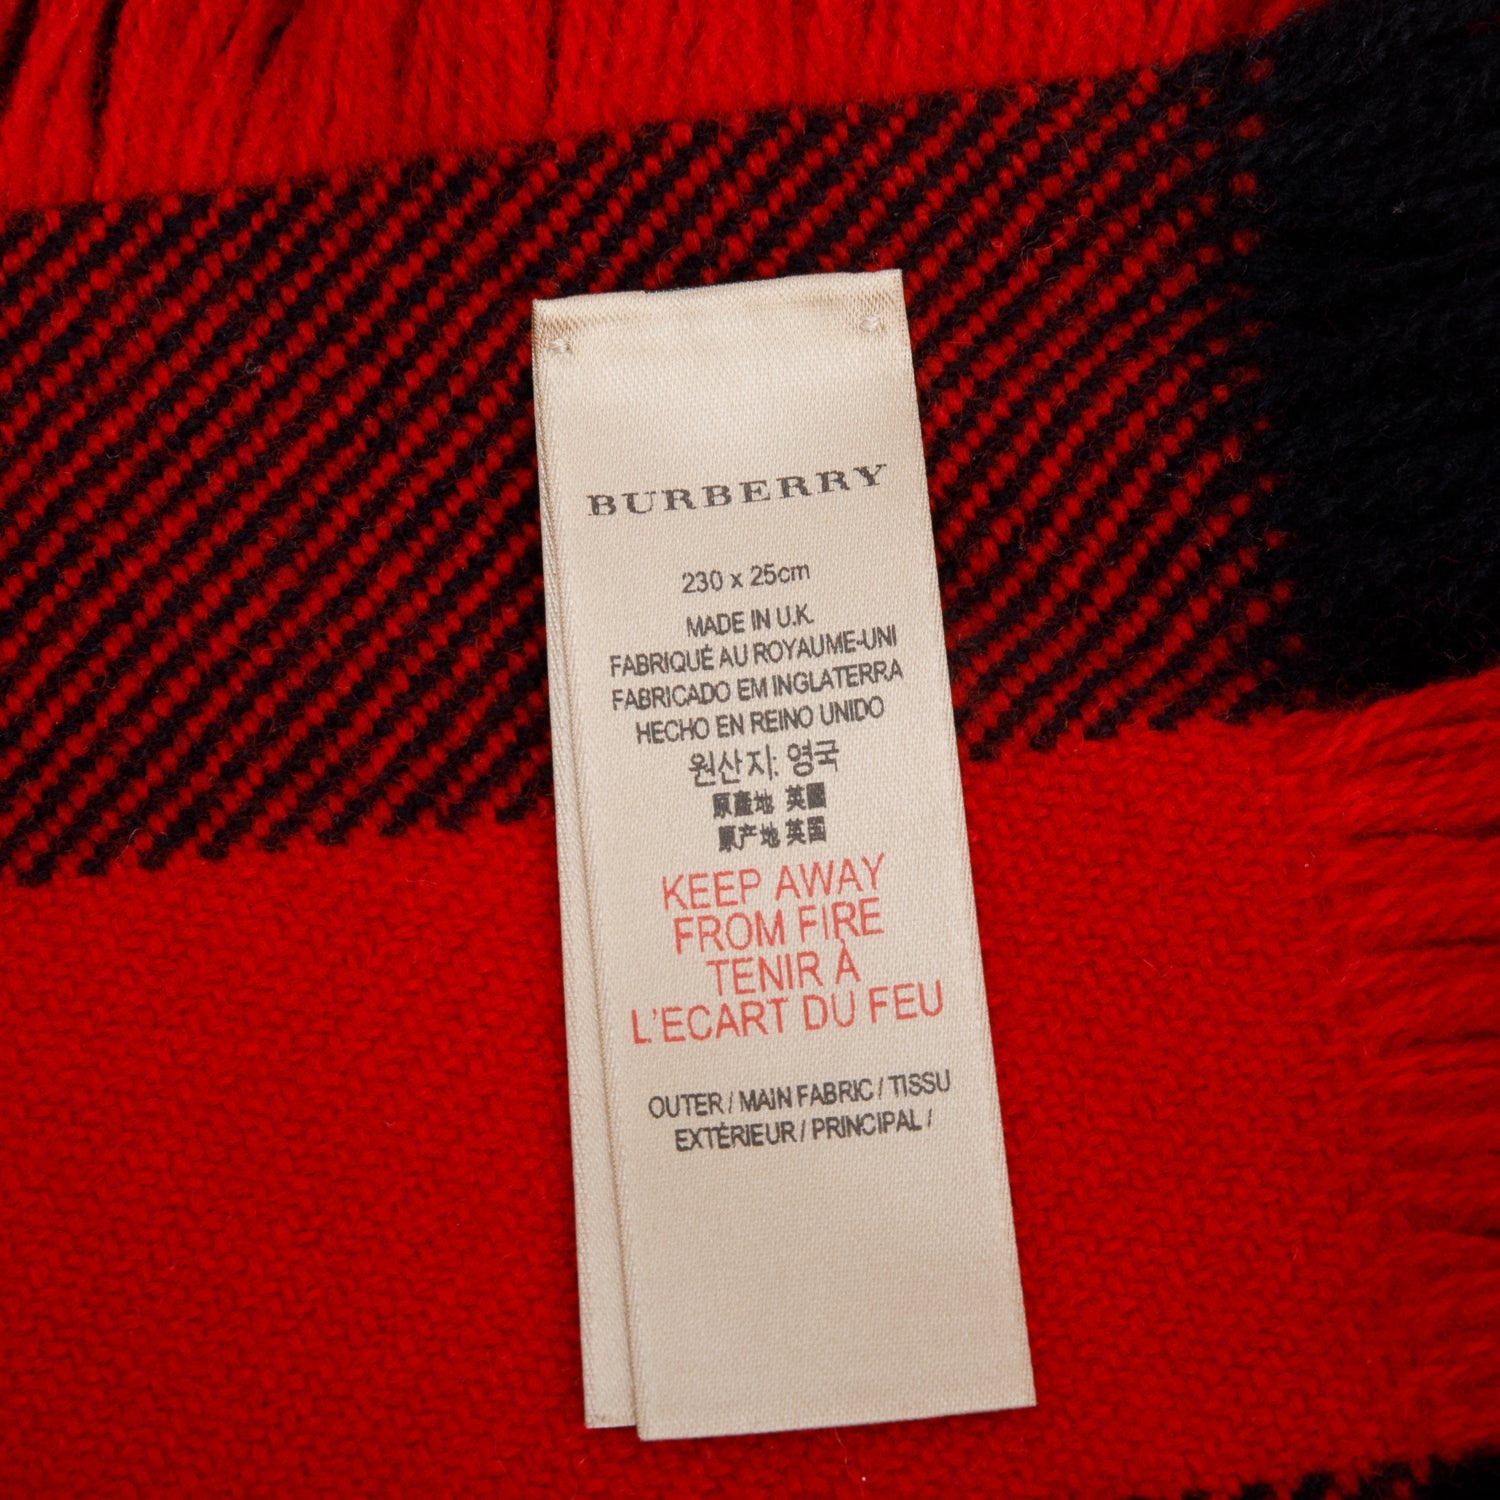 BURBERRY
230 x 25cm
MADE IN U.K.
FABRIQUÉ AU ROYAUME-UNI
FABRICADO EM INGLATERRA
HECHO EN REINO UNIDO
원산지: 영국
原產地 英國
原产地 英国
KEEP AWAY
FROM FIRE
TENIR À
L'ECART DU FEU
OUTER / MAIN FABRIC / TISSU
EXTÉRIEUR / PRINCIPAL /